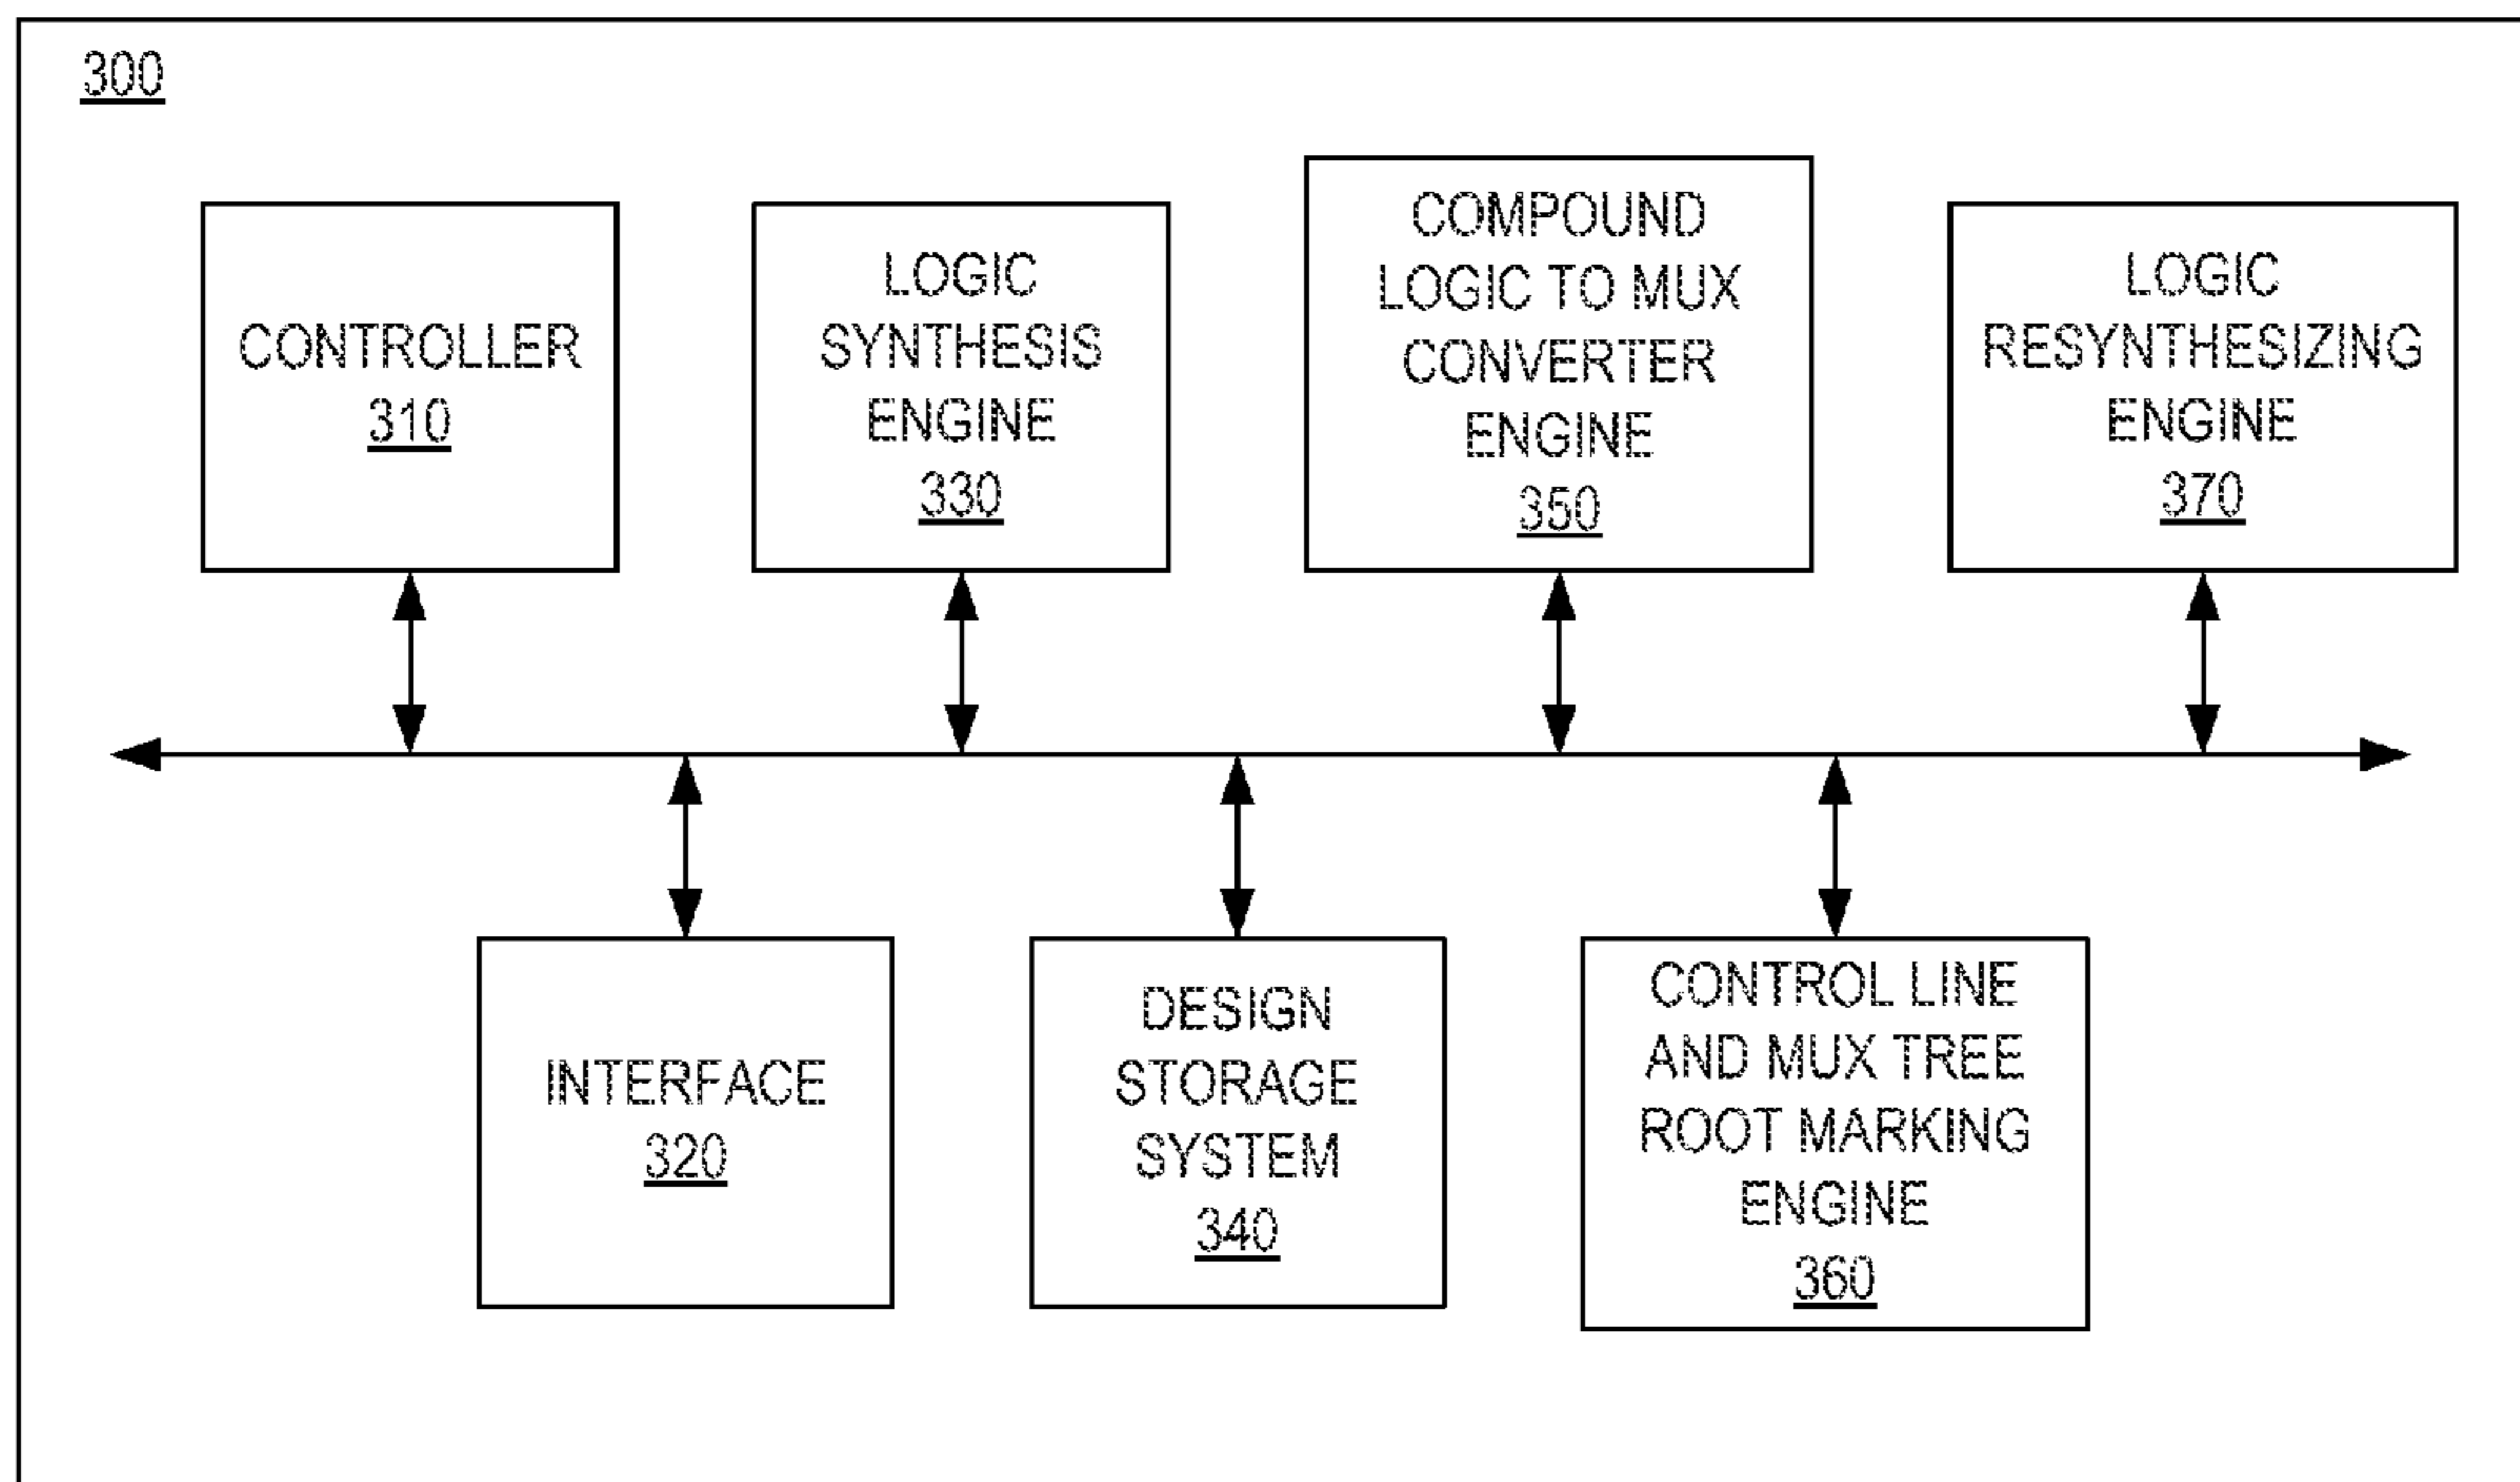 300
CONTROLLER
310
LOGIC
SYNTHESIS
ENGINE
330
COMPOUND
LOGIC TO MUX
CONVERTER
ENGINE
350
LOGIC
RESYNTHESIZING
ENGINE
370
INTERFACE
320
DESIGN
STORAGE
SYSTEM
340
CONTROL LINE
AND MUX TREE
ROOT MARKING
ENGINE
360